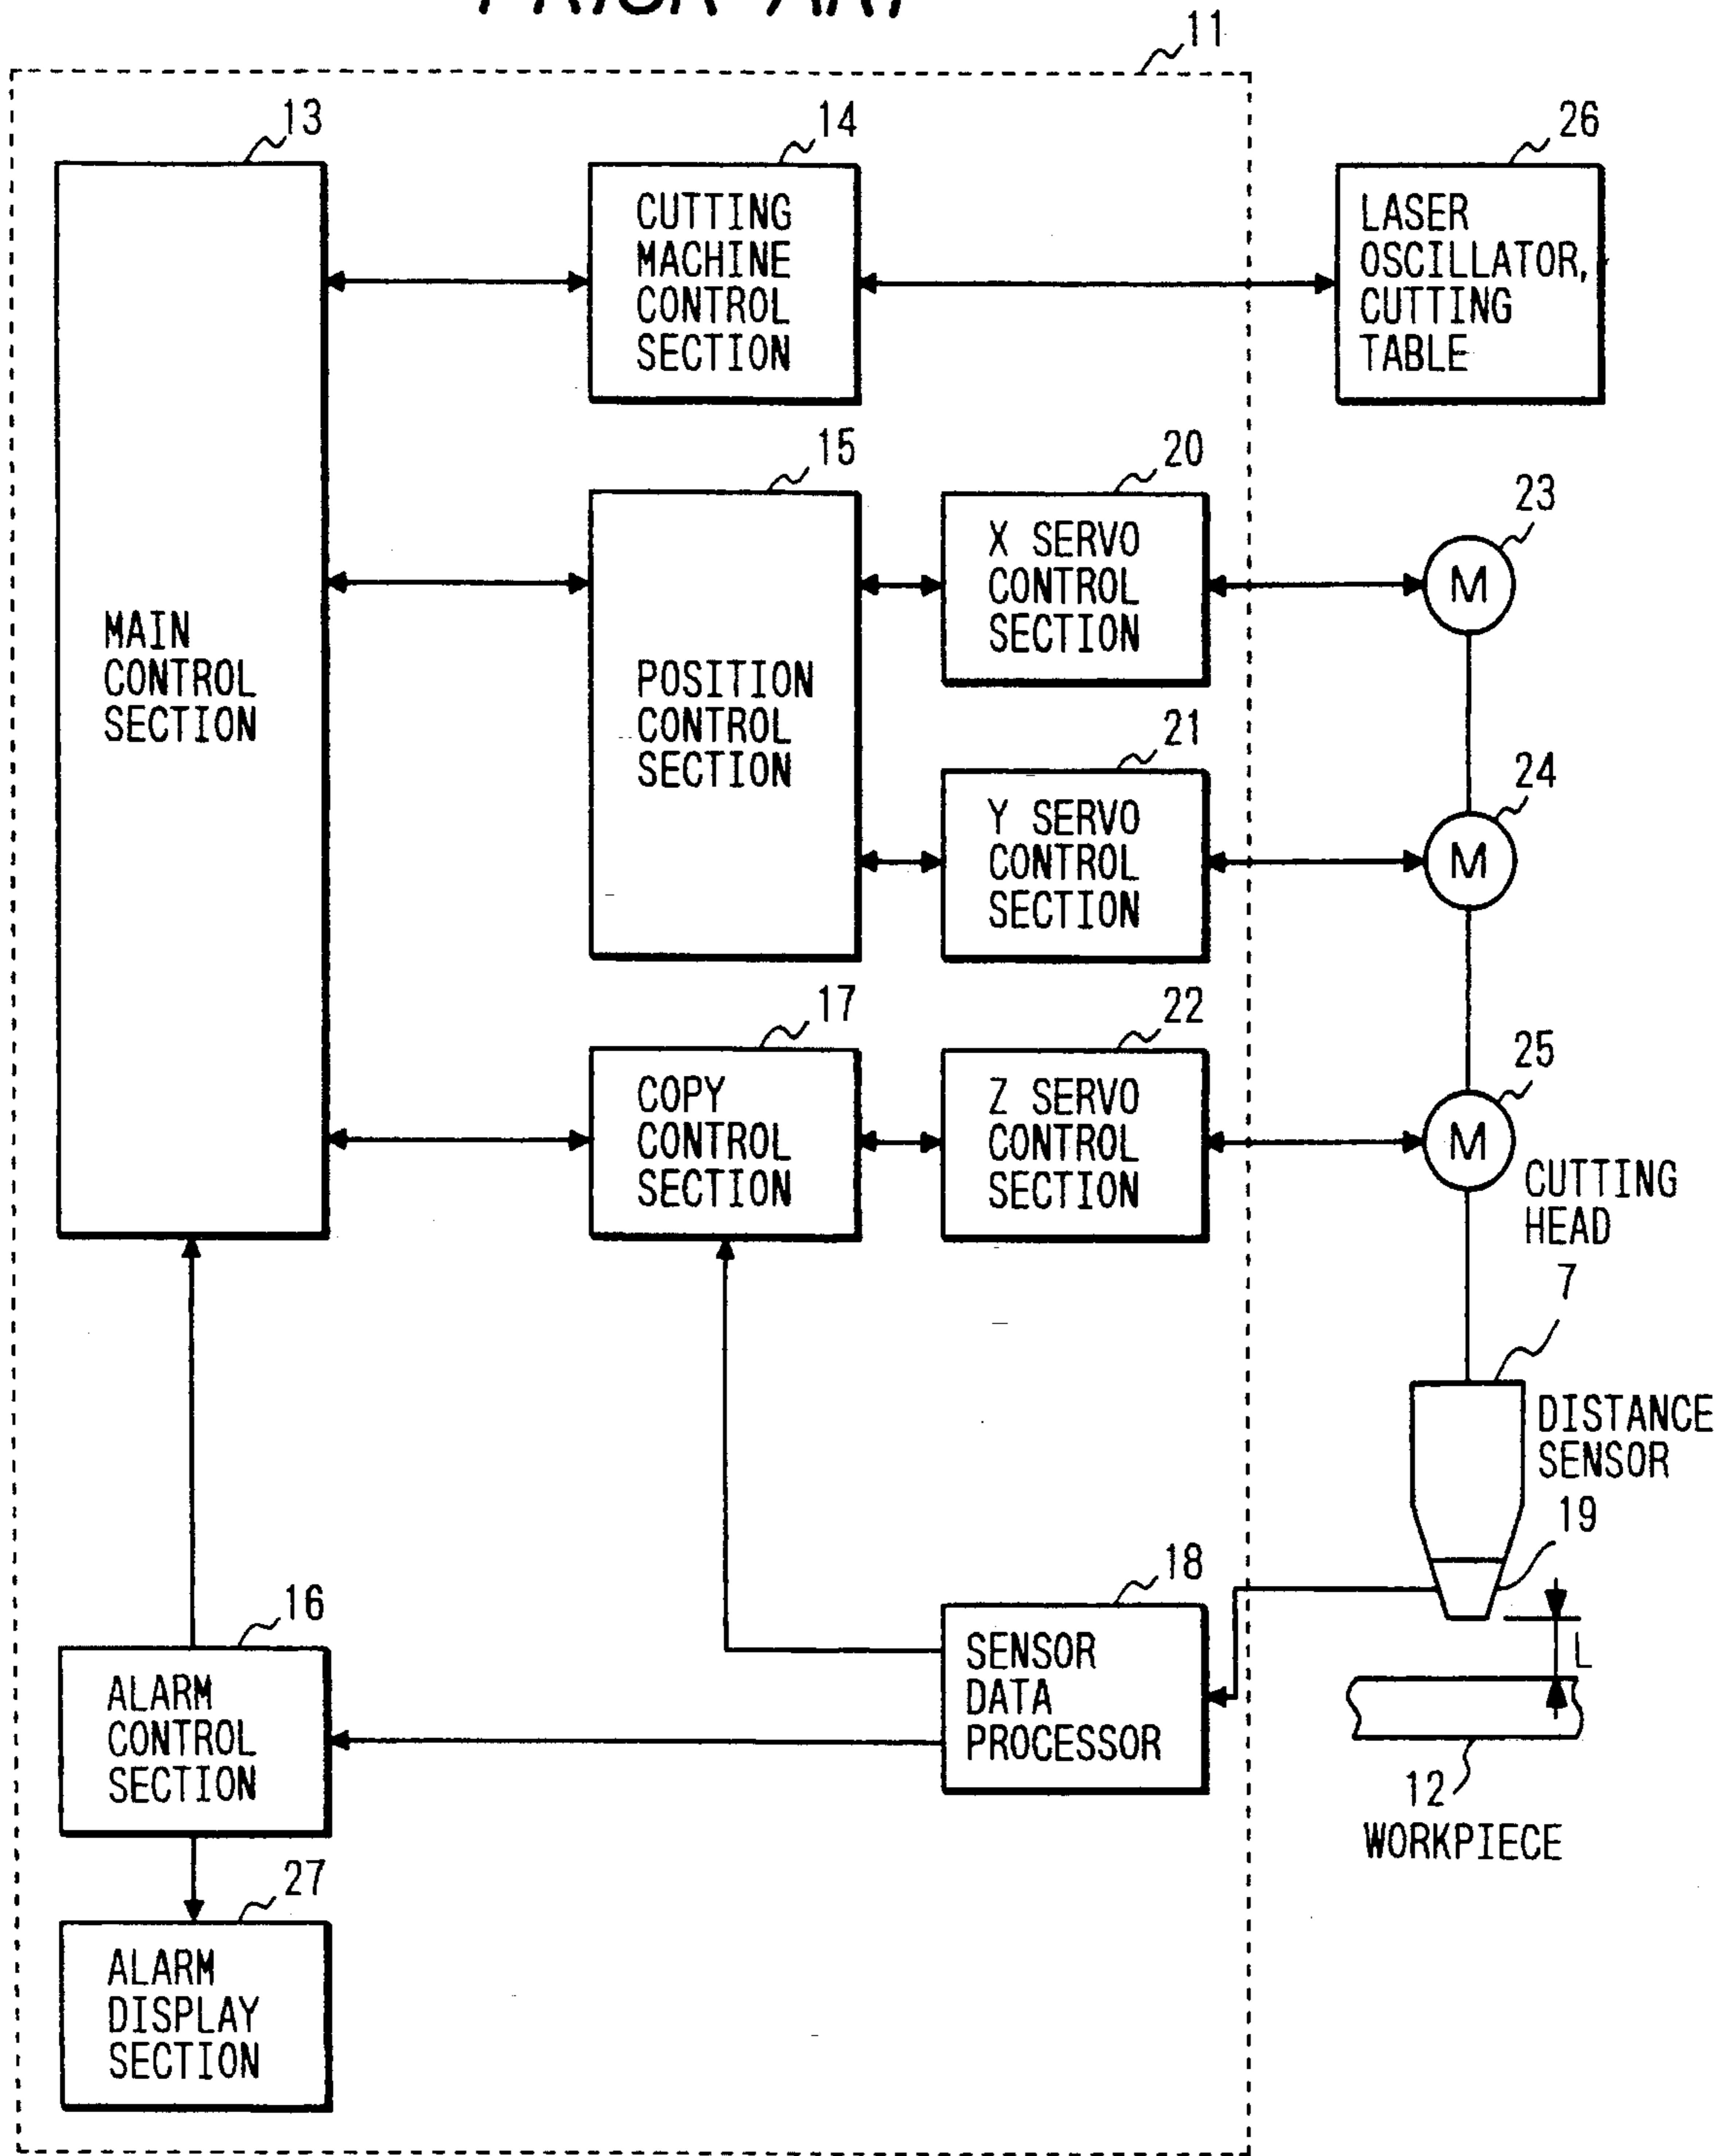 PRIOR ART
11
13
14
26
CUTTING
MACHINE
CONTROL
SECTION
LASER
OSCILLATOR,
CUTTING
TABLE
15
20
23
MAIN
CONTROL
SECTION
POSITION
CONTROL
SECTION
X SERVO
CONTROL
SECTION
M
21
24
Y SERVO
CONTROL
SECTION
M
17
22
25
COPY
CONTROL
SECTION
Z SERVO
CONTROL
SECTION
M
CUTTING
HEAD
7
DISTANCE
SENSOR
19
18
16
SENSOR
DATA
PROCESSOR
L
ALARM
CONTROL
SECTION
12
WORKPIECE
27
ALARM
DISPLAY
SECTION